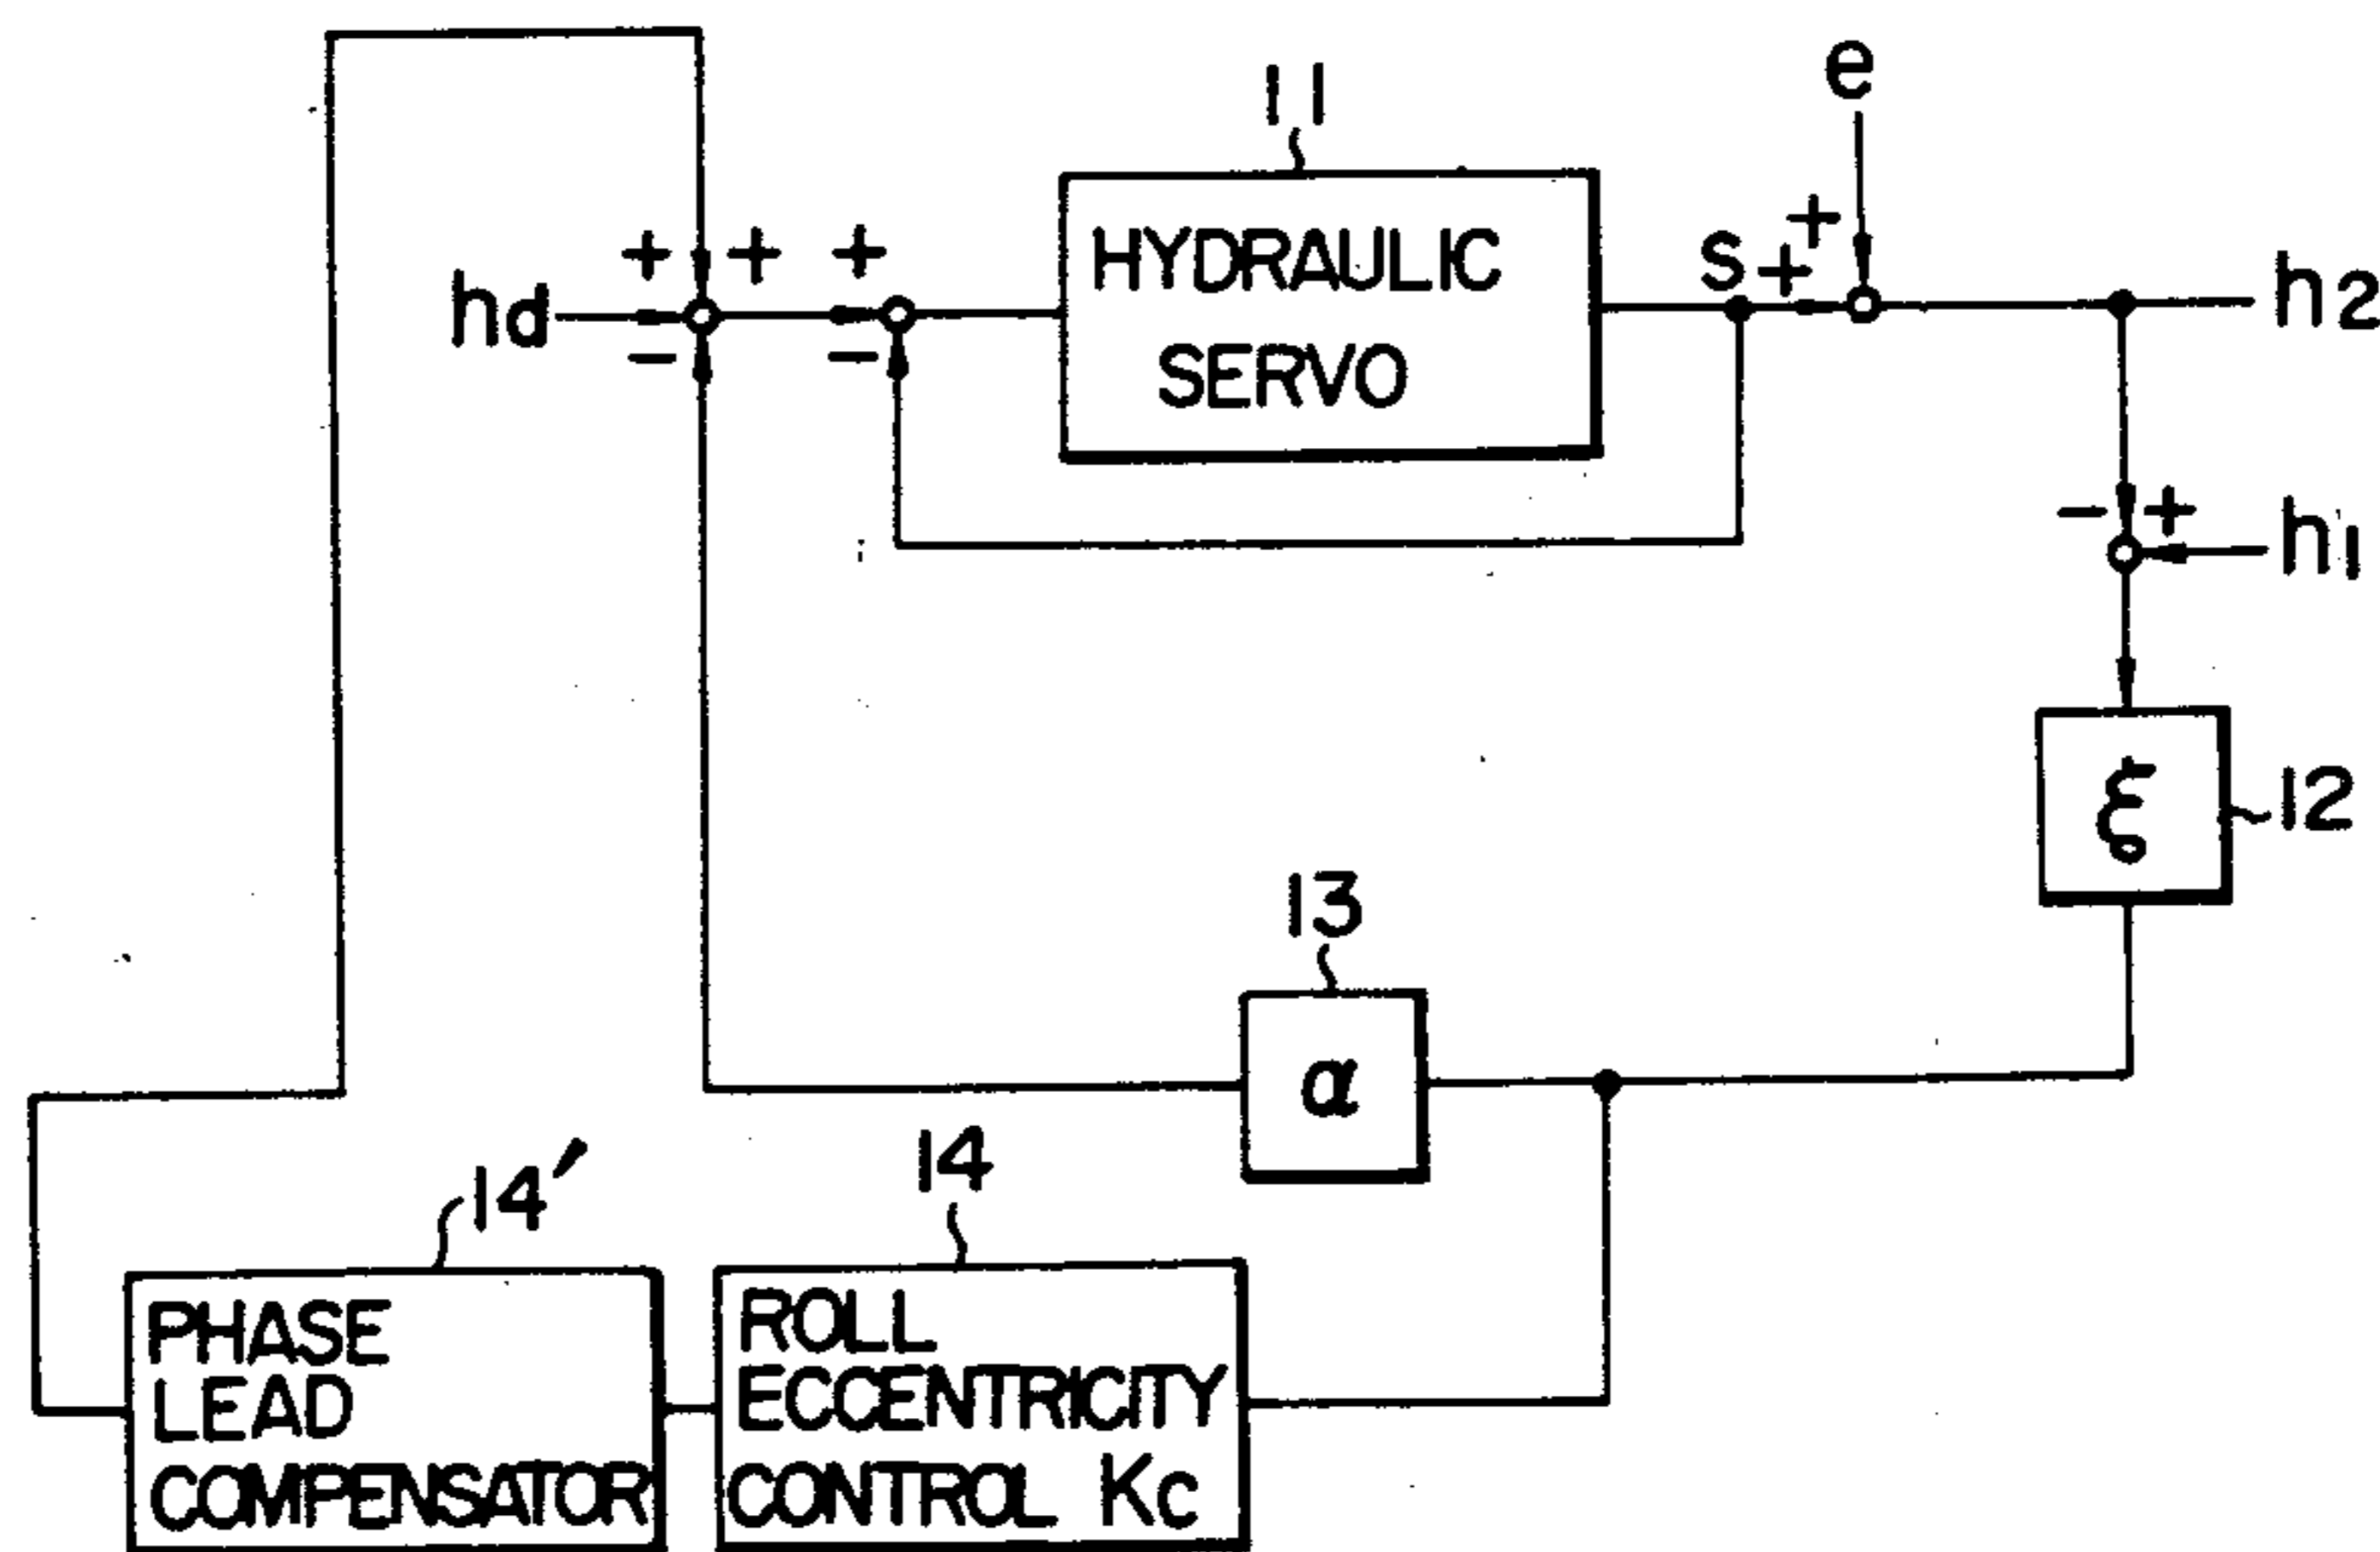 11
e
+ + +
+
hd
HYDRAULIC
SERVO
S +
h2
- -
- +
h1
ξ
12
13
α
14
14′
PHASE
LEAD
COMPENSATOR
ROLL
ECCENTRICITY
CONTROL Kc